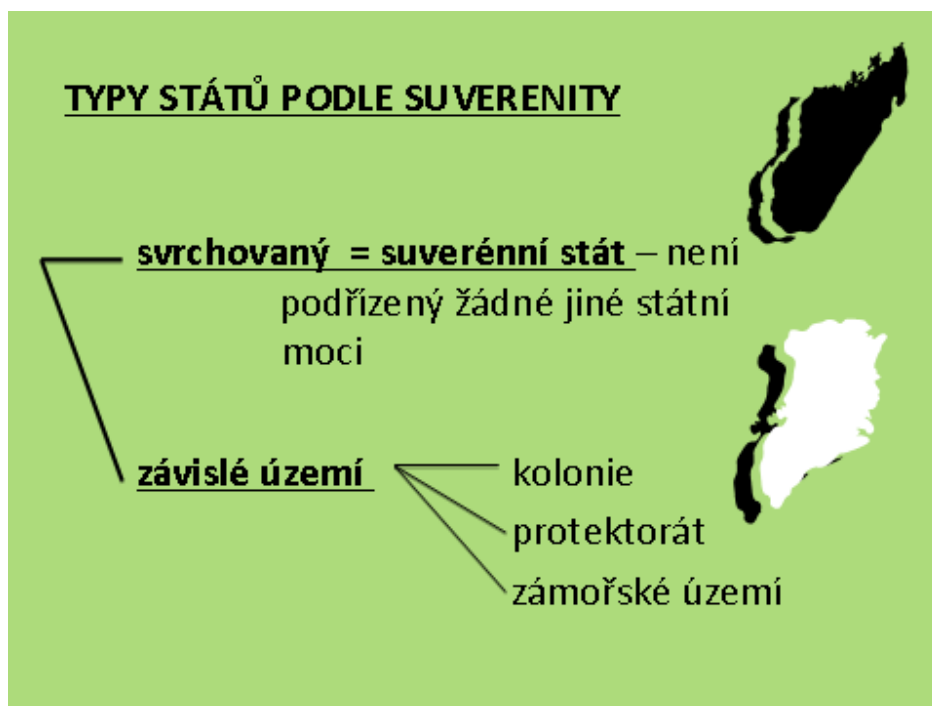 TYPY STÁTŮ PODLE SUVERENITY
svrchovaný = suverénní stát – není
podřízený žádné jiné státní
moci
závislé území
kolonie
protektorát
zámořské území